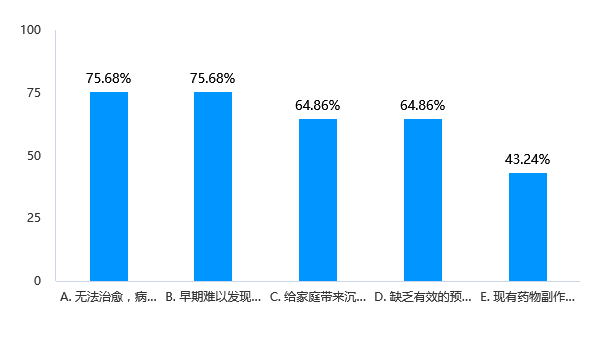 100
75.68%
75.68%
75
64.86%
64.86%
50
43.24%
25
0
A. 无法治愈，病...
B. 早期难以发现...
C. 给家庭带来沉...
D. 缺乏有效的预...
E. 现有药物副作...